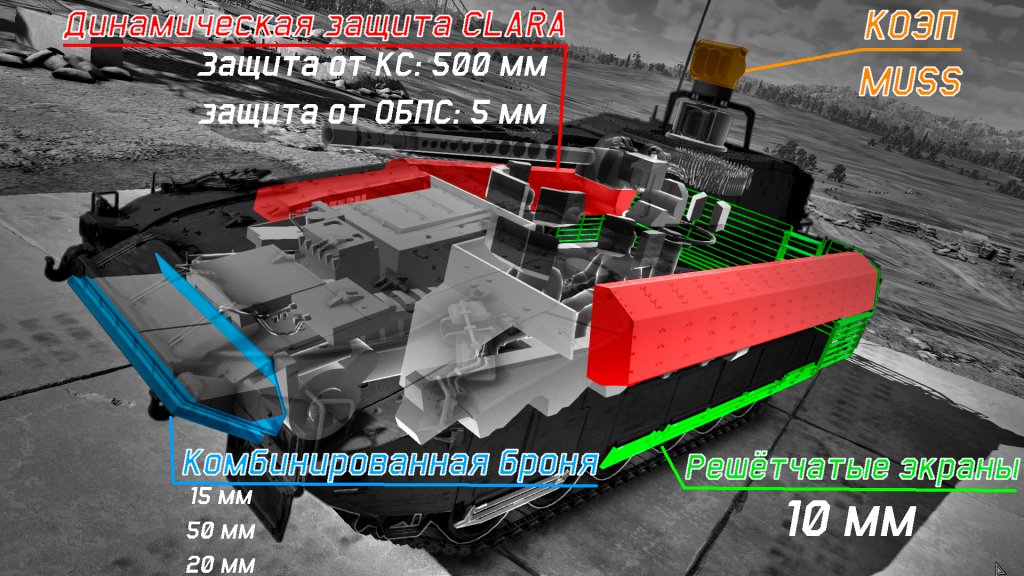 Динамическая защита CLARA
Защита от КС: 500 мм
защита от ОБПС: 5 мм
КОЭП
MUSS
Комбинированная броня
15 мм
50 мм
20 мм
Решётчатые экраны
10 мм